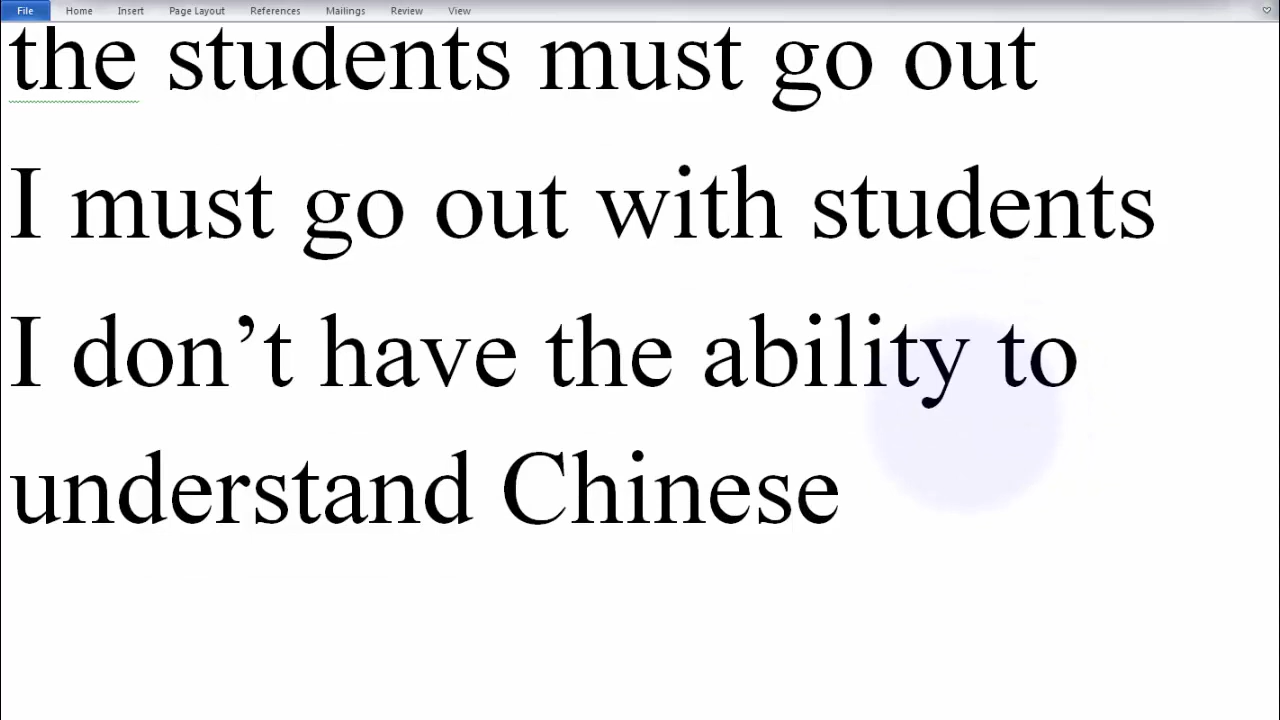 File Home Insert Page Layout References Mailings Review View
the students must go out
I must go out with students
I don’t have the ability to
understand Chinese